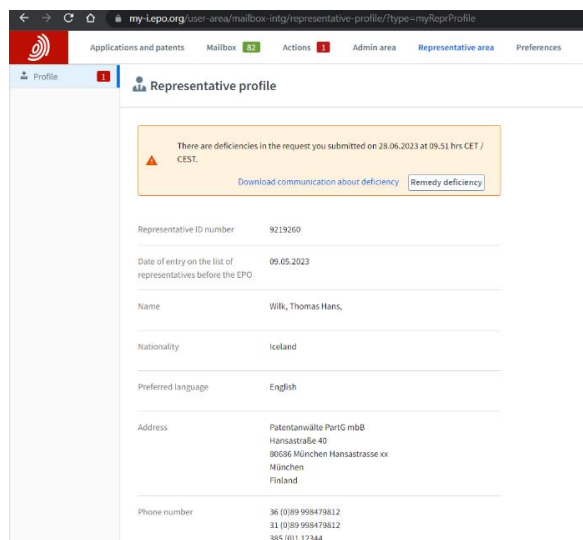 my-i.epo.org/user-area/mailbox-intg/representative-profile/?type=myReprProfile
Applications and patents Mailbox 82 Actions 1 Admin area Representative area Preferences
Profile 1
Representative profile
There are deficiencies in the request you submitted on 28.06.2023 at 09.51 hrs CET /
CEST.
Download communication about deficiency Remedy deficiency
Representative ID number 9219260
Date of entry on the list of 09.05.2023
representatives before the EPO
Name Wilk, Thomas Hans,
Nationality Iceland
Preferred language English
Address Patentanwälte PartG mbB
Hansastraße 40
80686 München Hansastrasse xx
München
Finland
Phone number 36 (0)89 998479812
31 (0)89 998479812
385 (0)1 12344